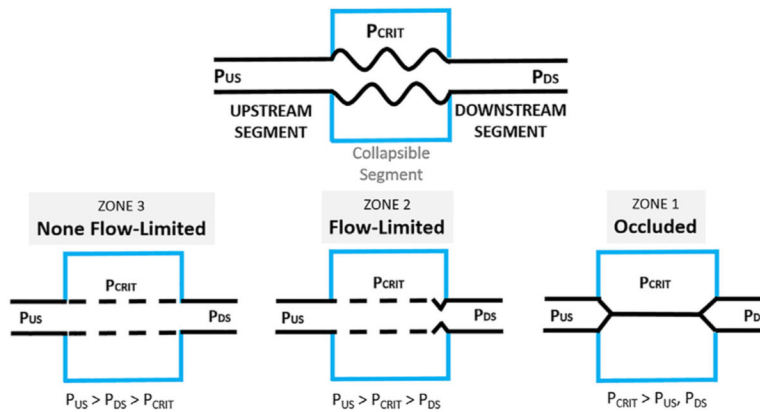 PCRIT
PUS
PDS
UPSTREAM
SEGMENT
DOWNSTREAM
SEGMENT
Collapsible
Segment
ZONE 3
None Flow-Limited
PCRIT
PUS
PDS
PUS > PDS > PCRIT
ZONE 2
Flow-Limited
PCRIT
PUS
PDS
PUS > PCRIT > PDS
ZONE 1
Occluded
PCRIT
PUS
PD
PCRIT > PUS, PDS